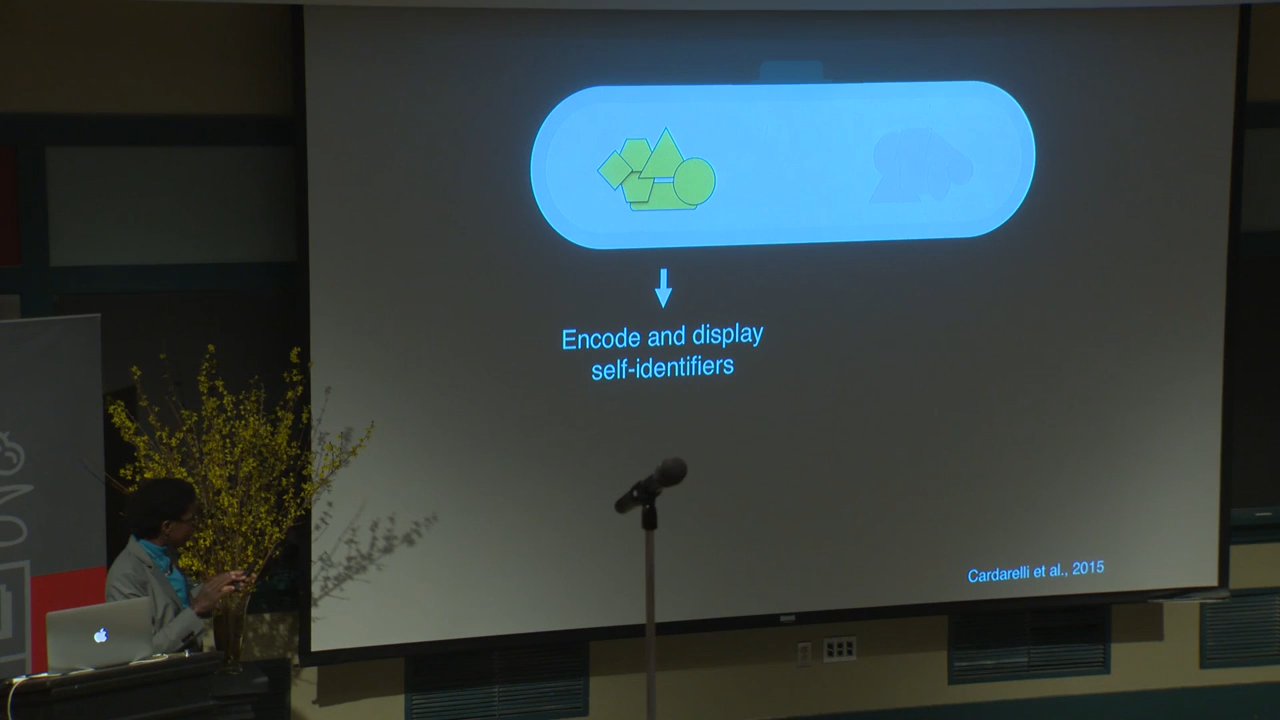 Encode and display
self-identifiers
Cardarelli et al., 2015